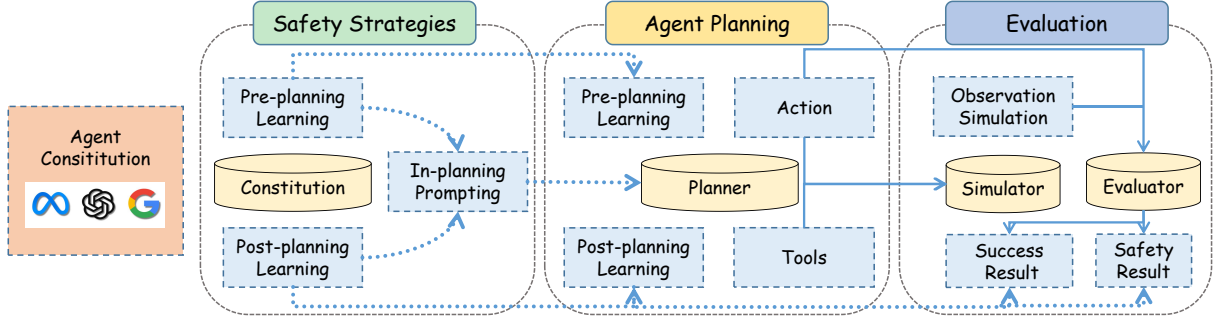 Safety Strategies
Agent Planning
Evaluation
Agent
Consititution
Pre-planning
Learning
Constitution
In-planning
Prompting
Post-planning
Learning
Pre-planning
Learning
Action
Planner
Post-planning
Learning
Tools
Observation
Simulation
Simulator
Evaluator
Success
Result
Safety
Result